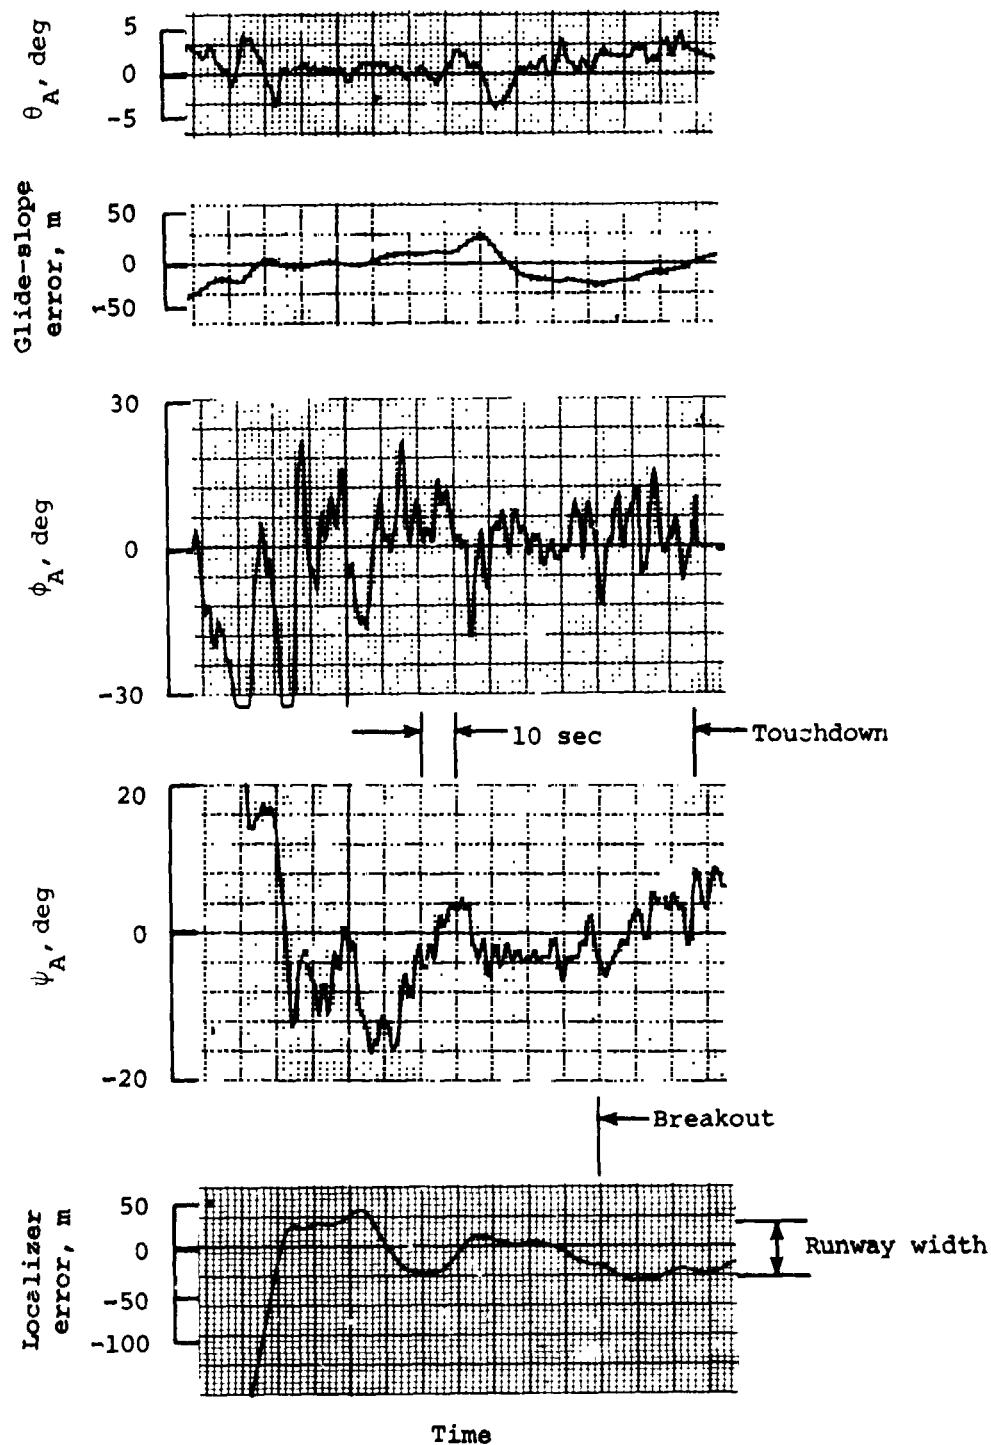 θA, deg
5
0
-5
Glide-slope
error, m
50
0
-50
ϕA, deg
30
0
-30
10 sec
Touchdown
ψA, deg
20
0
-20
Breakout
Localizer
error, m
50
0
-50
-100
Runway width
Time